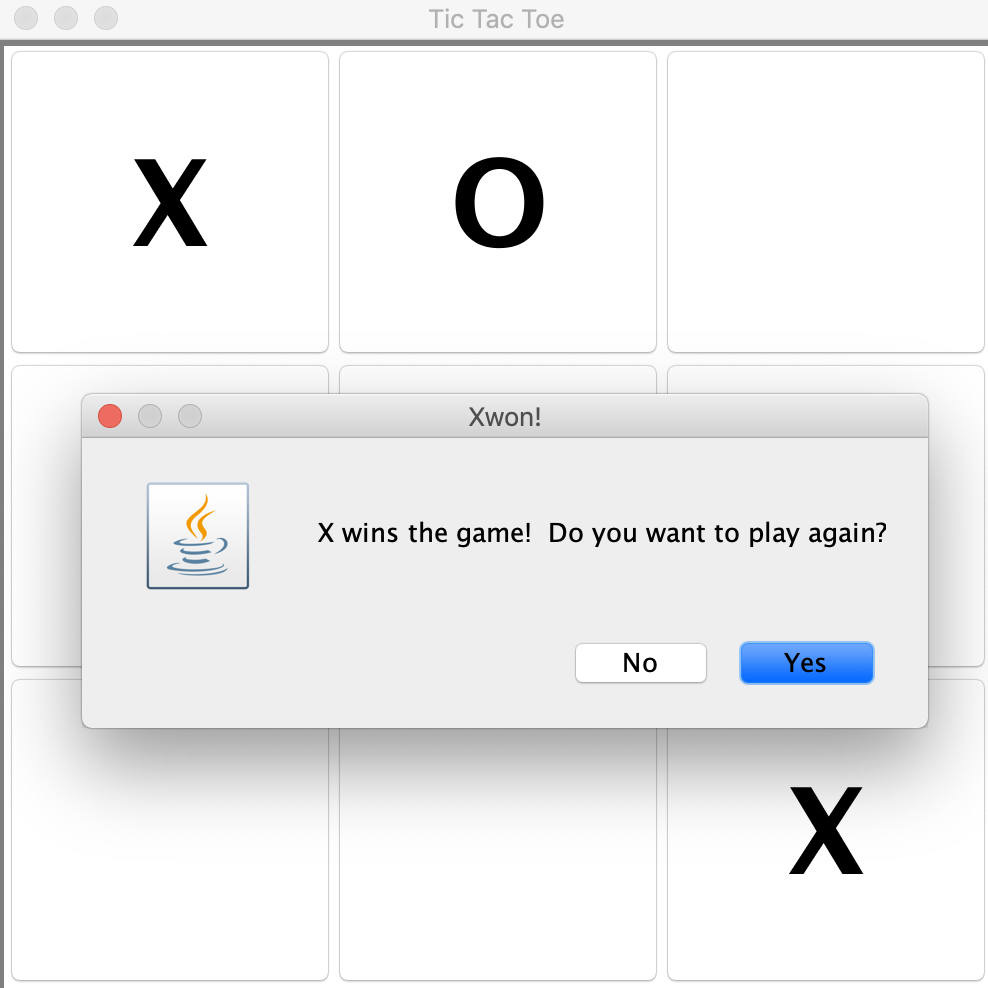 Tic Tac Toe
X O
Xwon!
X wins the game!  Do you want to play again?
No Yes
X